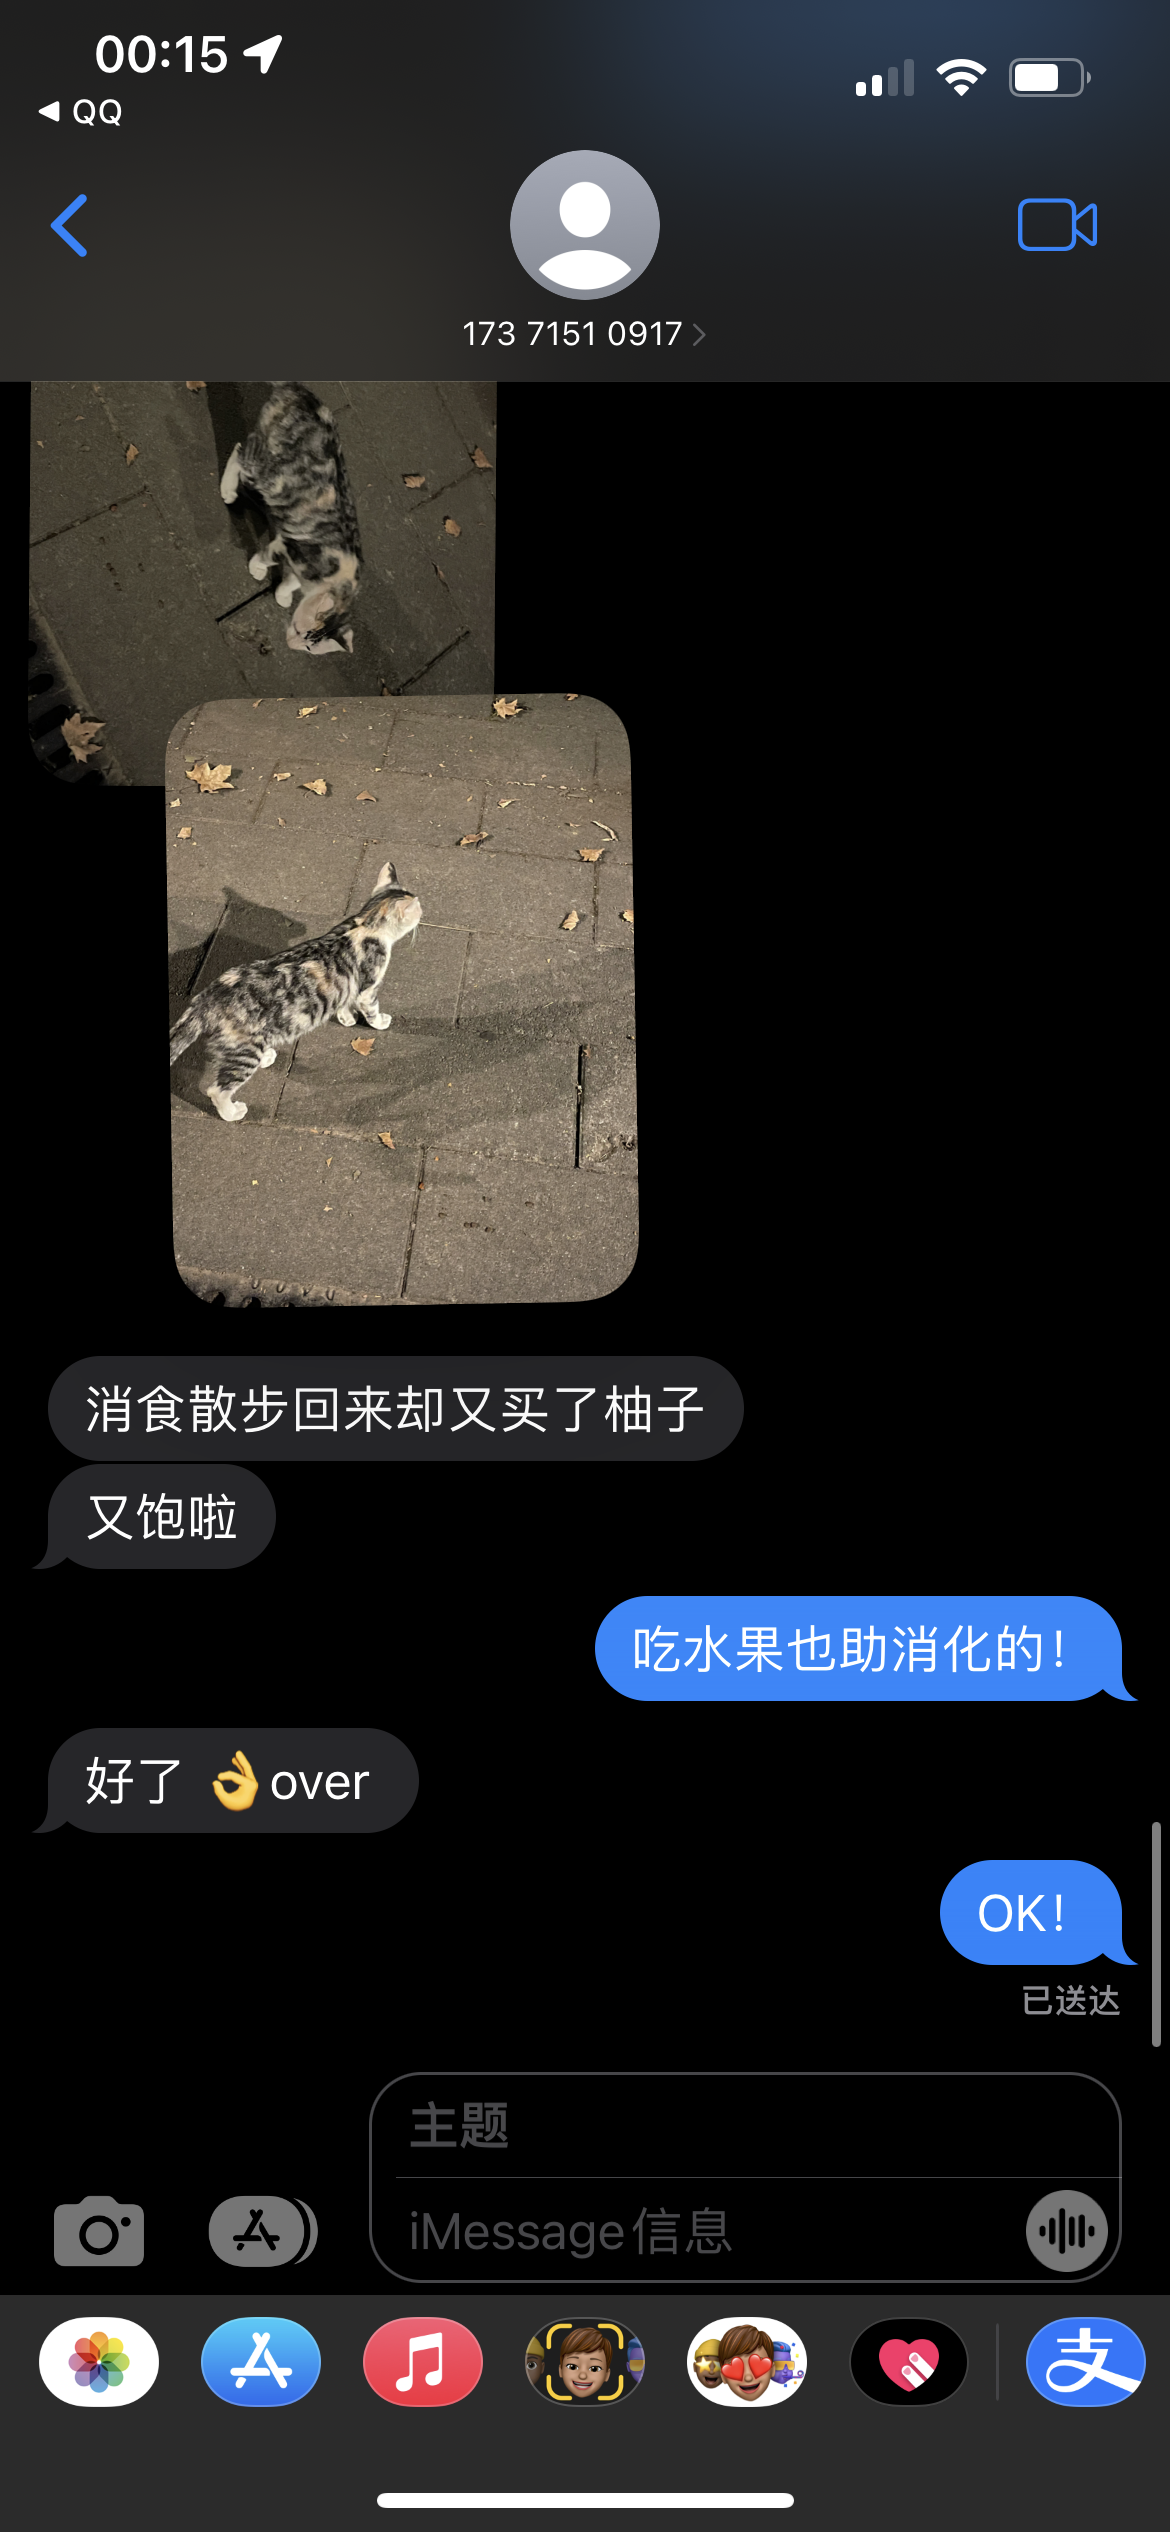 00:15
QQ
173 7151 0917
消食散步回来却又买了柚子
又饱啦
吃水果也助消化的！
好了 👌over
OK！
已送达
主题
iMessage信息
支